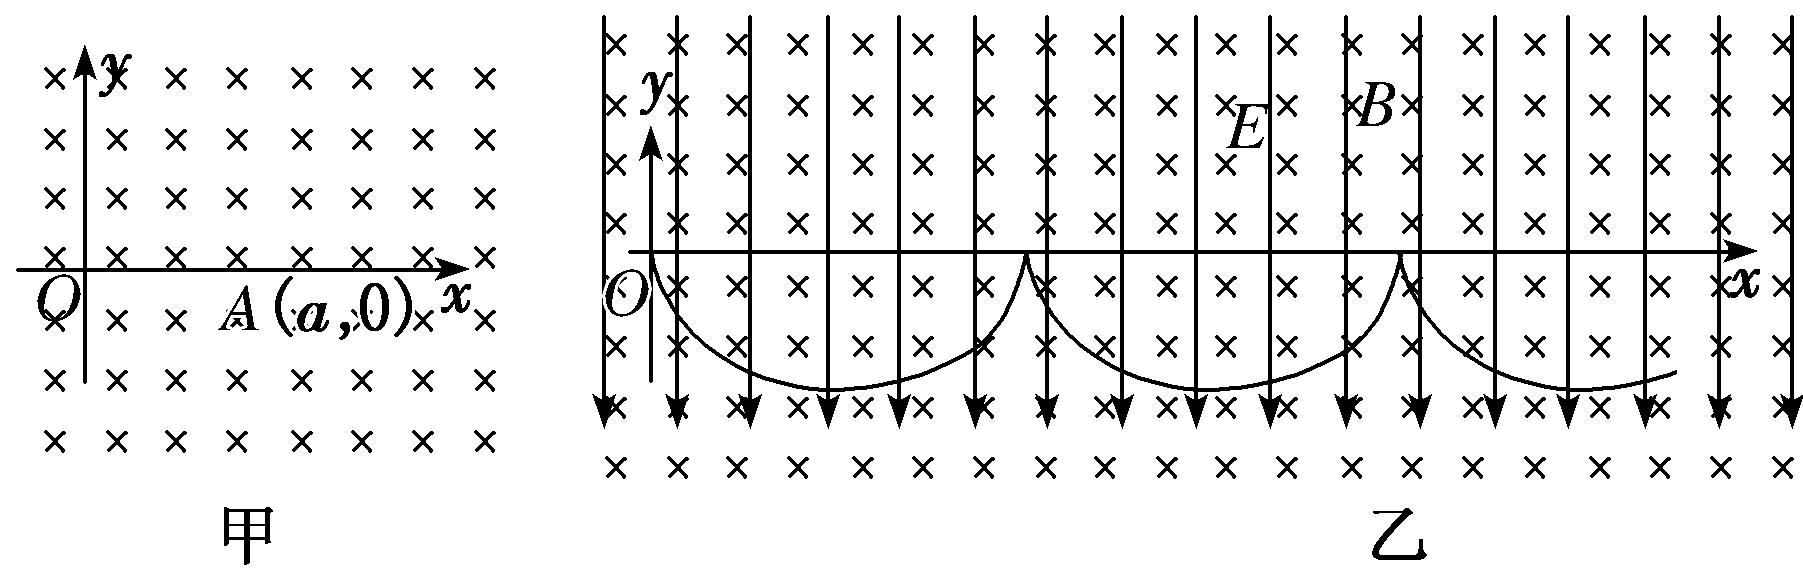 y
O
A(a,0)
x
甲
y
E
B
O
x
乙